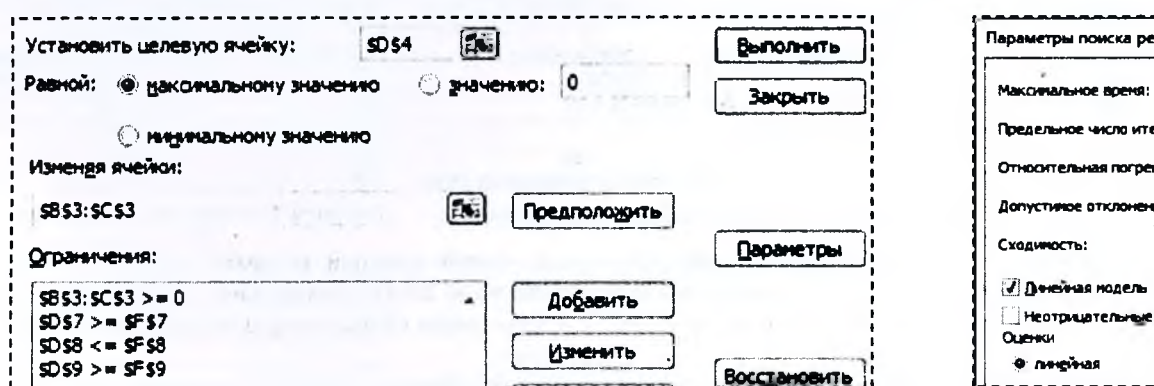 Установить целевую ячейку: $D$4 Выполнить
Равной: максимальному значению значению: 0 Закрыть
минимальному значению
Изменяя ячейки:
$B$3:$C$3 Предположить
Ограничения: Параметры
$B$3:$C$3 >= 0 Добавить
$D$7 >= $F$7
$D$8 <= $F$8 Изменить
$D$9 >= $F$9 Восстановить
Параметры поиска ре
Максимальное время:
Предельное число ите
Относительная погре
Допустимое отклонен
Сходимость:
Линейная модель
Неотрицательные
Оценки
линейная